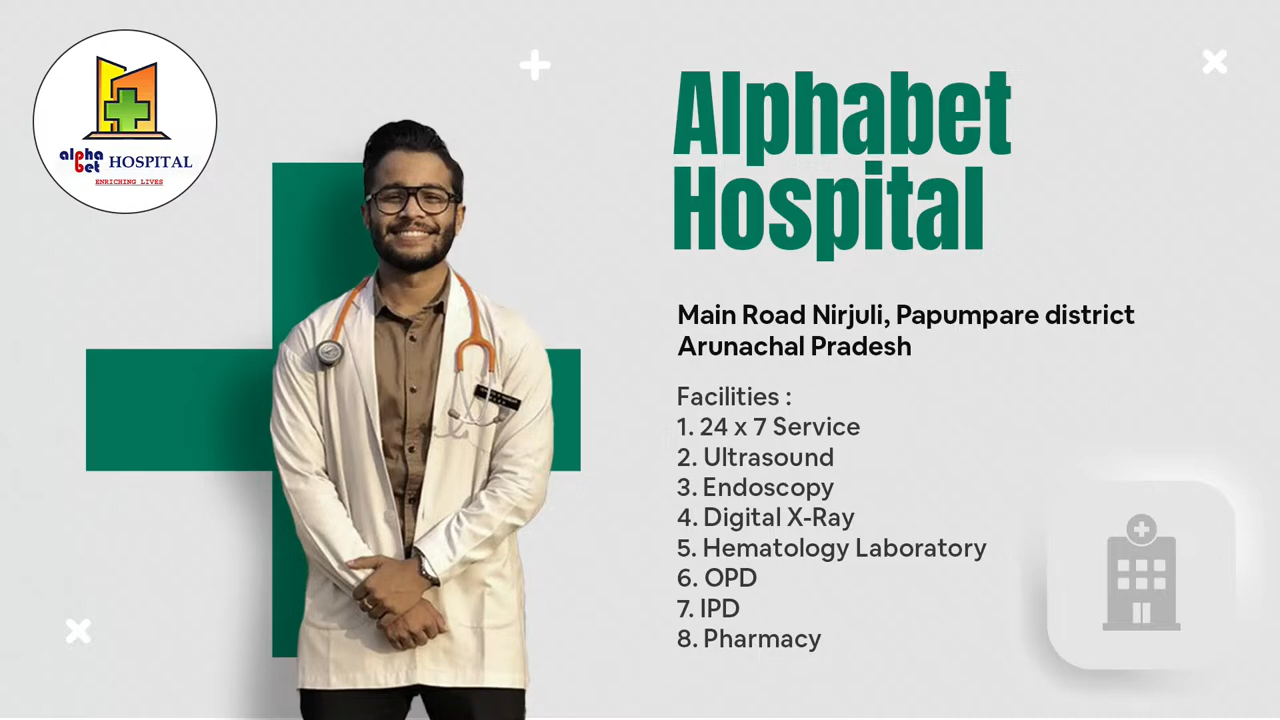 alpha
bet HOSPITAL
ENRICHING LIVES
Alphabet
Hospital
Main Road Nirjuli, Papumpare district
Arunachal Pradesh
Facilities :
1. 24 x 7 Service
2. Ultrasound
3. Endoscopy
4. Digital X-Ray
5. Hematology Laboratory
6. OPD
7. IPD
8. Pharmacy